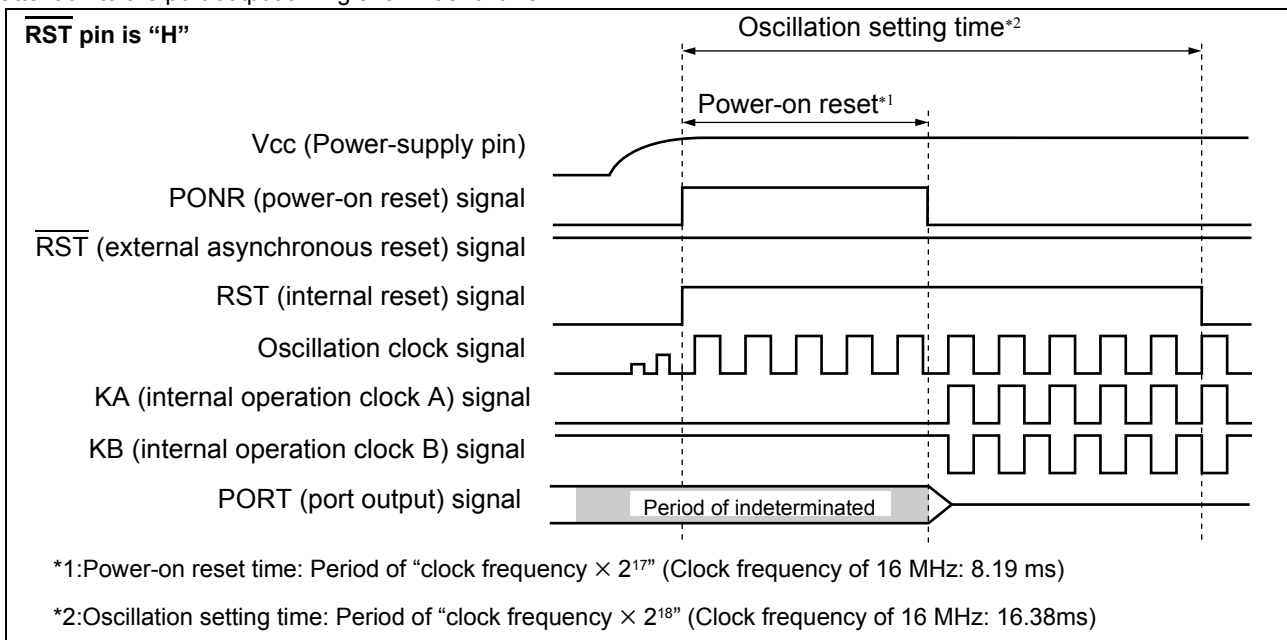 RST pin is “H”
Oscillation setting time*2
Power-on reset*1
Vcc (Power-supply pin)
PONR (power-on reset) signal
RST (external asynchronous reset) signal
RST (internal reset) signal
Oscillation clock signal
KA (internal operation clock A) signal
KB (internal operation clock B) signal
PORT (port output) signal
Period of indeterminated
*1:Power-on reset time: Period of “clock frequency × 2¹⁷” (Clock frequency of 16 MHz: 8.19 ms)
*2:Oscillation setting time: Period of “clock frequency × 2¹⁸” (Clock frequency of 16 MHz: 16.38ms)